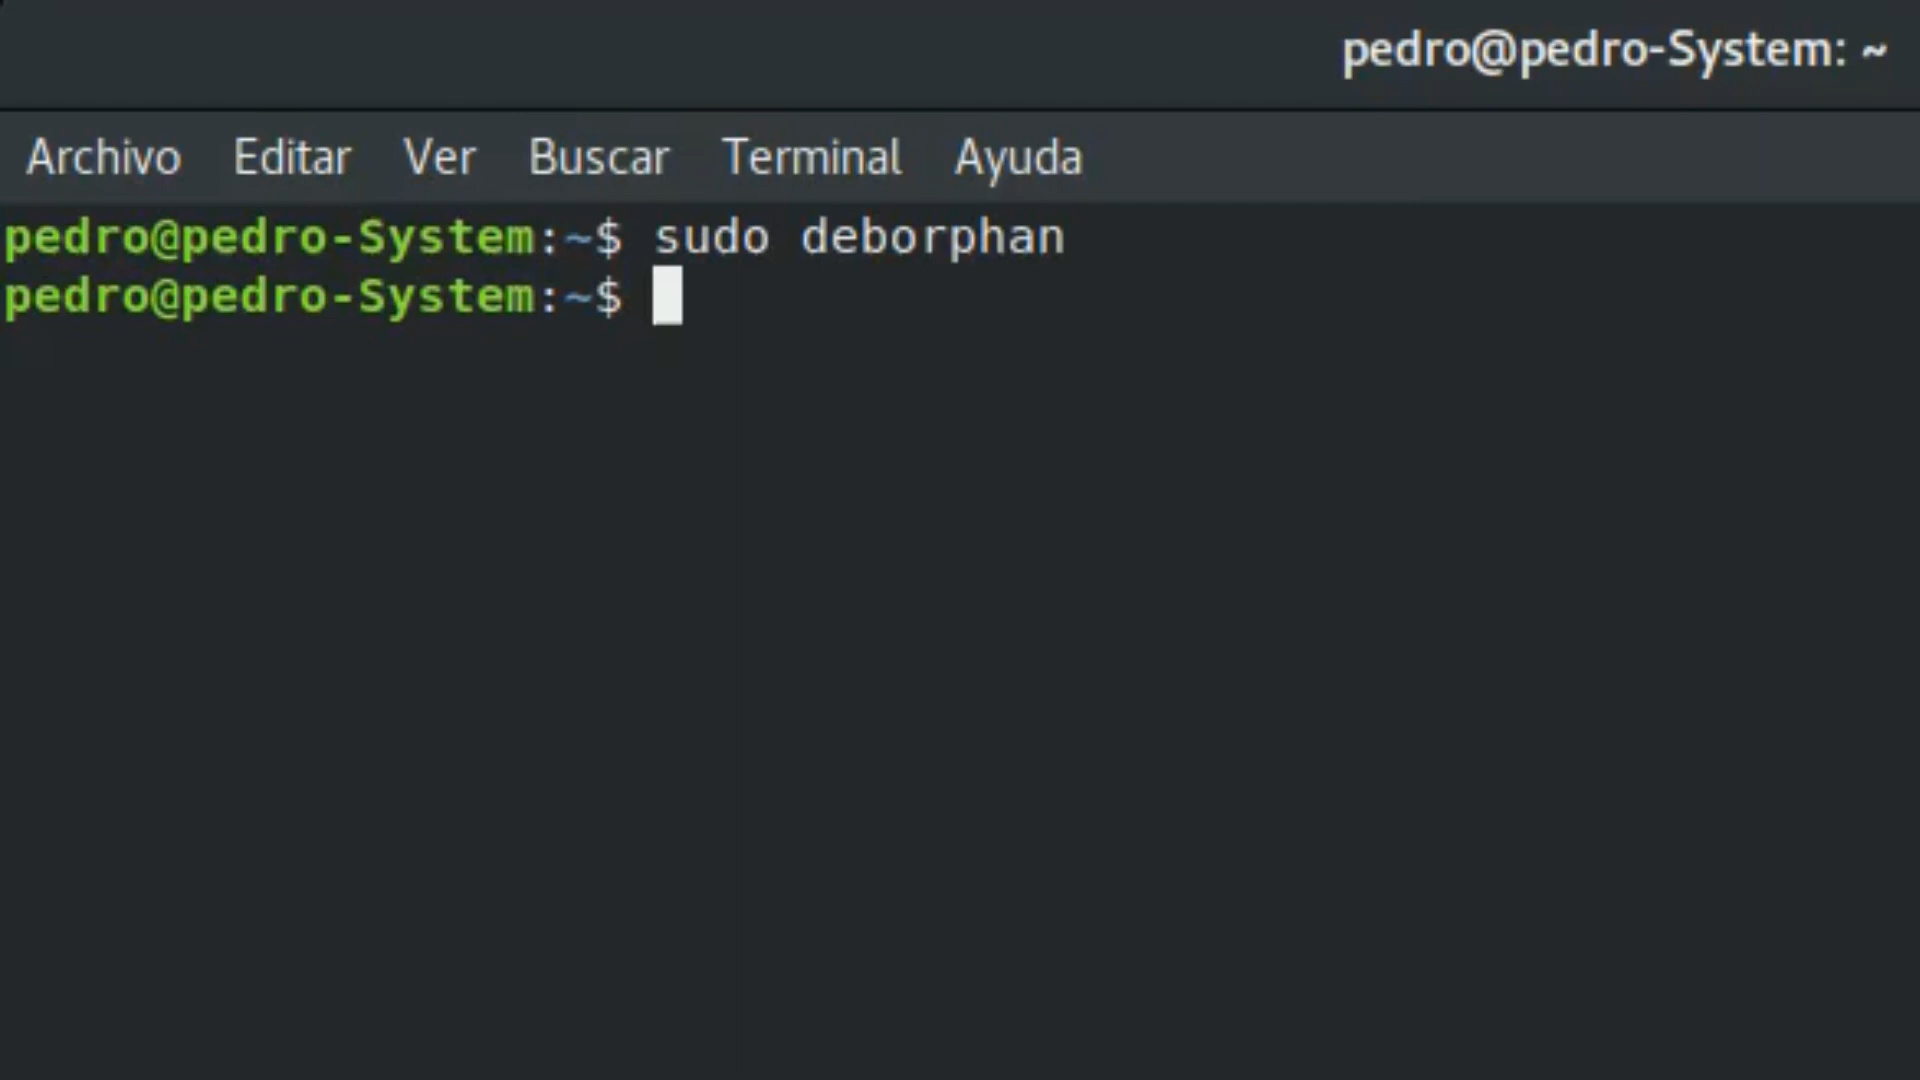 pedro@pedro-System: ~
Archivo Editar Ver Buscar Terminal Ayuda
pedro@pedro-System:~$ sudo deborphan
pedro@pedro-System:~$